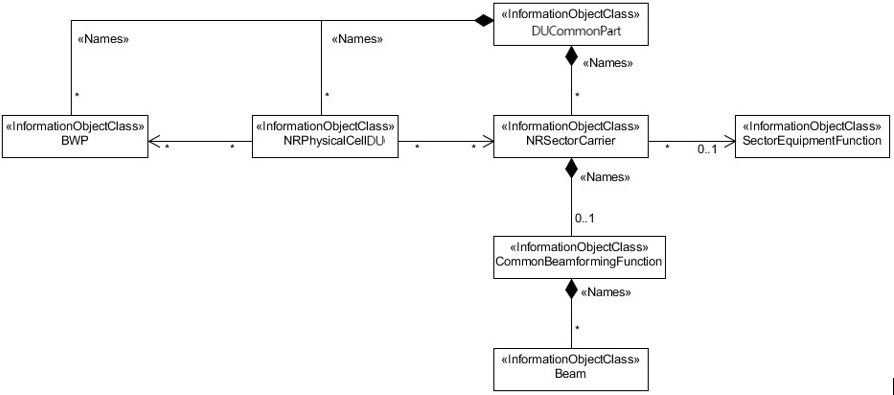 «InformationObjectClass»
DUCommonPart
«Names»
«Names»
«Names»
*
*
*
«InformationObjectClass»
BWP
«InformationObjectClass»
NRPhysicalCellDU
«InformationObjectClass»
NRSectorCarrier
«InformationObjectClass»
SectorEquipmentFunction
*
*
*
*
*
0..1
«Names»
0..1
«InformationObjectClass»
CommonBeamformingFunction
«Names»
*
«InformationObjectClass»
Beam